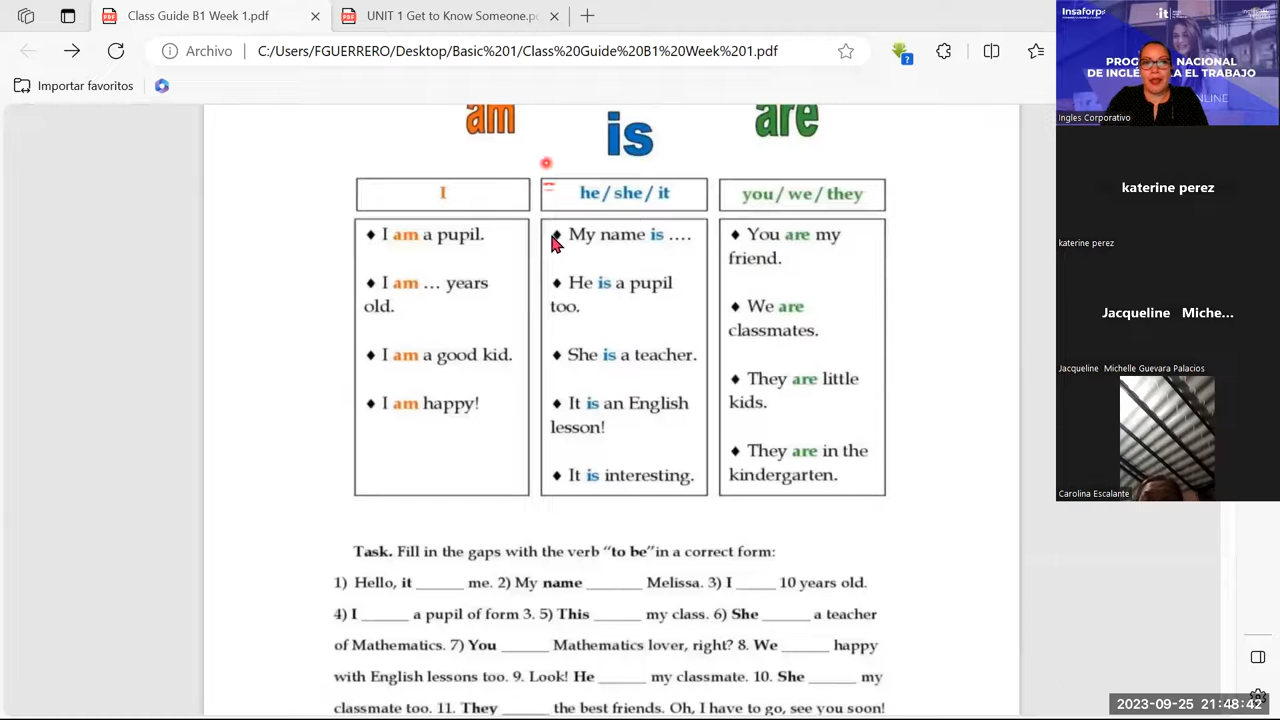 Class Guide B1 Week 1.pdf
Get to Know Someone.pc
Archivo
C:/Users/FGUERRERO/Desktop/Basic%201/Class%20Guide%20B1%20Week%201.pdf
Importar favoritos
am
is
are
I
he / she / it
you / we / they
♦ I am a pupil.
♦ I am … years
old.
♦ I am a good kid.
♦ I am happy!
♦ My name is ….
♦ He is a pupil
too.
♦ She is a teacher.
♦ It is an English
lesson!
♦ It is interesting.
♦ You are my
friend.
♦ We are
classmates.
♦ They are little
kids.
♦ They are in the
kindergarten.
Task. Fill in the gaps with the verb "to be"in a correct form:
1) Hello, it ______ me. 2) My name _______ Melissa. 3) I _____ 10 years old.
4) I ______ a pupil of form 3. 5) This ______ my class. 6) She ______ a teacher
of Mathematics. 7) You ______ Mathematics lover, right? 8. We ______ happy
with English lessons too. 9. Look! He ______ my classmate. 10. She ______ my
classmate too. 11. They ______ the best friends. Oh, I have to go, see you soon!
Insaforp
·it
PROG NACIONAL
DE INGLÉ LA EL TRABAJO
NLINE
Ingles Corporativo
katerine perez
katerine perez
Jacqueline Miche...
Jacqueline Michelle Guevara Palacios
Carolina Escalante
2023-09-25 21:48:42